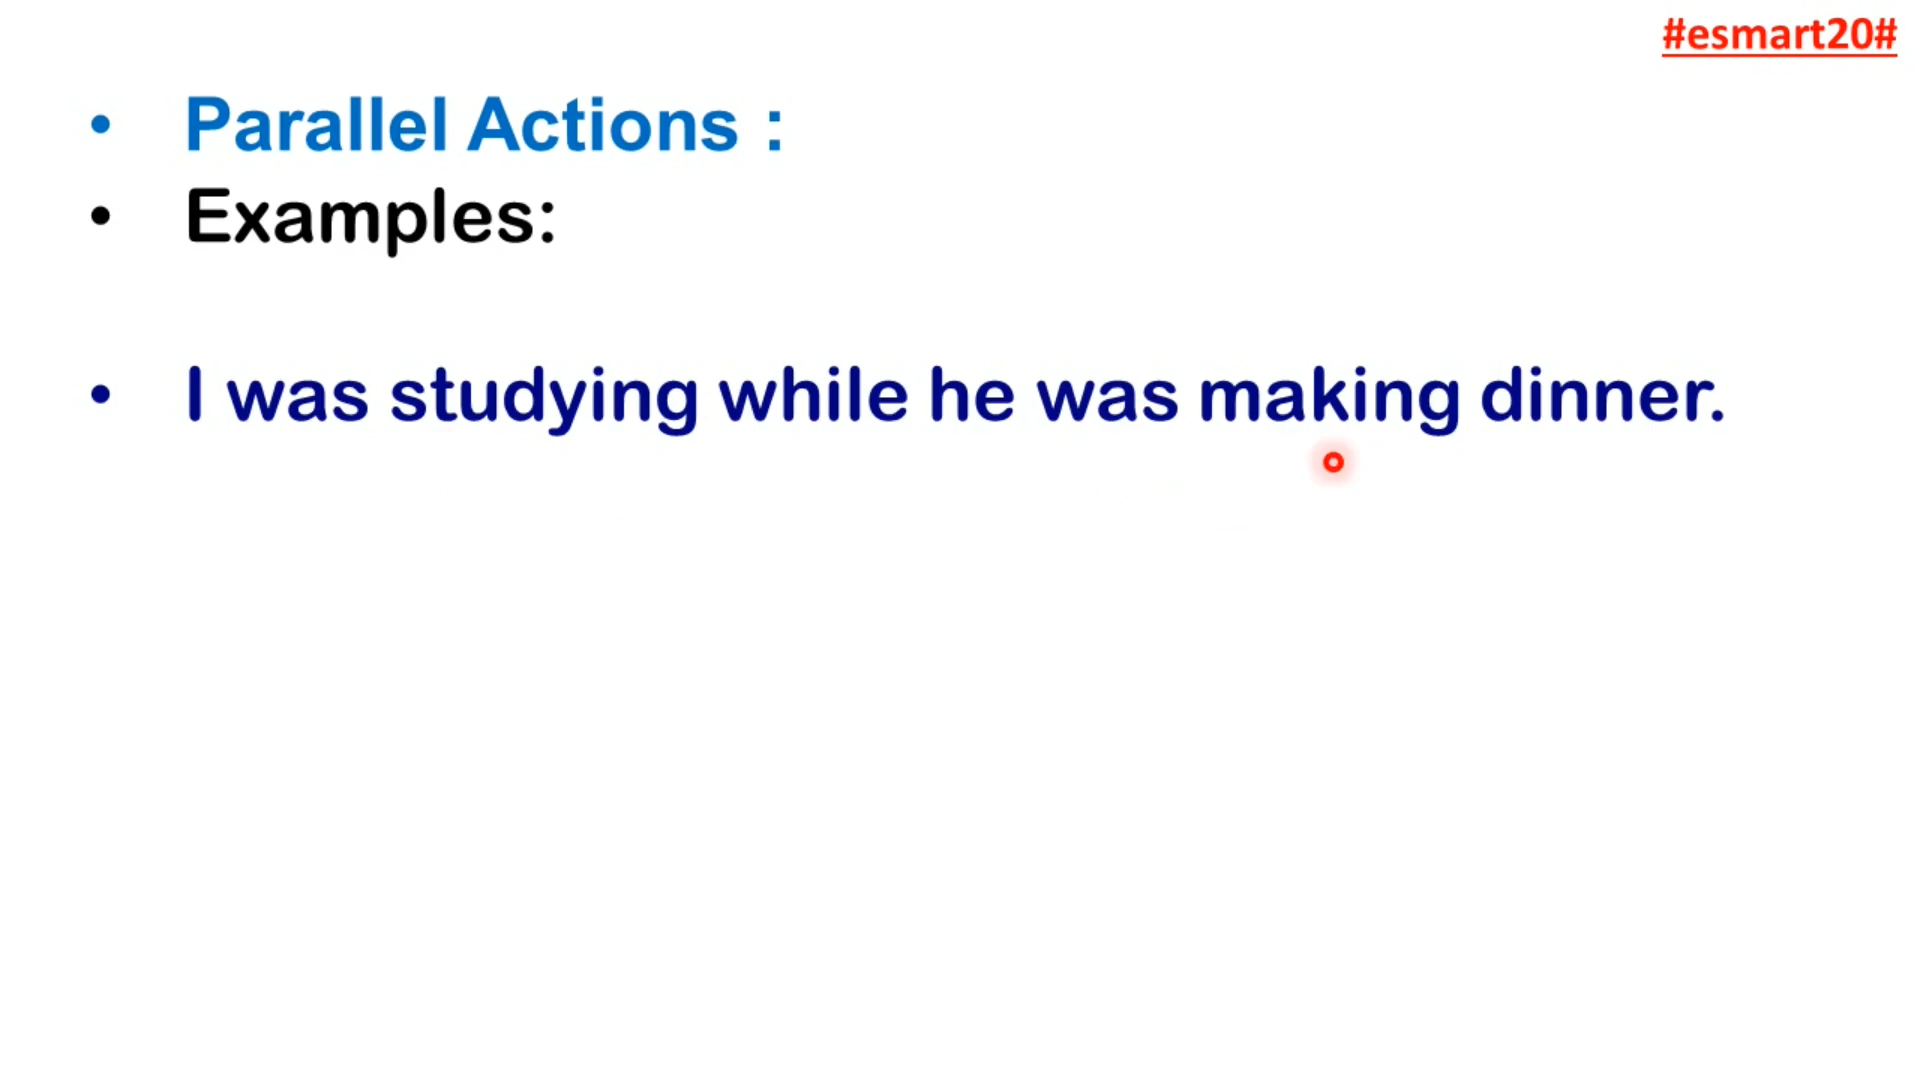 #esmart20#
• Parallel Actions :
• Examples:
• I was studying while he was making dinner.